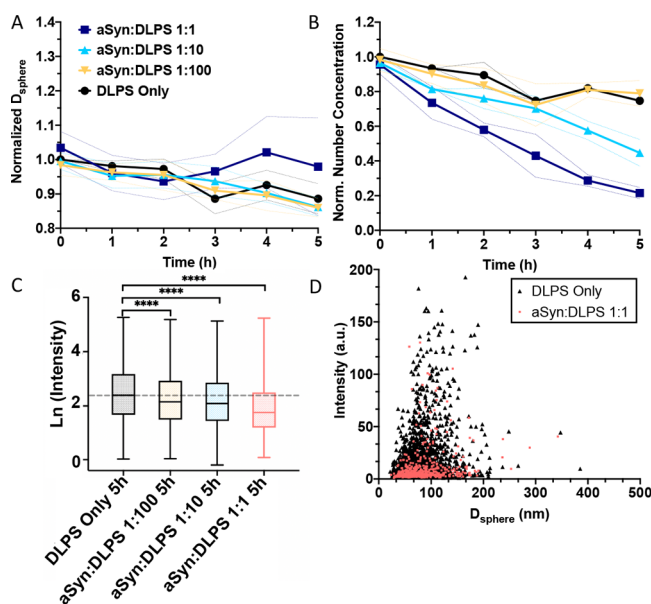 A
aSyn:DLPS 1:1
aSyn:DLPS 1:10
aSyn:DLPS 1:100
DLPS Only
Normalized Dsphere
1.4
1.3
1.2
1.1
1.0
0.9
0.8
0 1 2 3 4 5
Time (h)
B
Norm. Number Concentration
1.2
1.0
0.8
0.6
0.4
0.2
0.0
0 1 2 3 4 5
Time (h)
C
Ln (Intensity)
6
4
2
0
****
****
****
DLPS Only 5h
aSyn:DLPS 1:100 5h
aSyn:DLPS 1:10 5h
aSyn:DLPS 1:1 5h
D
DLPS Only
aSyn:DLPS 1:1
Intensity (a.u.)
200
150
100
50
0
0 100 200 300 400 500
Dsphere (nm)